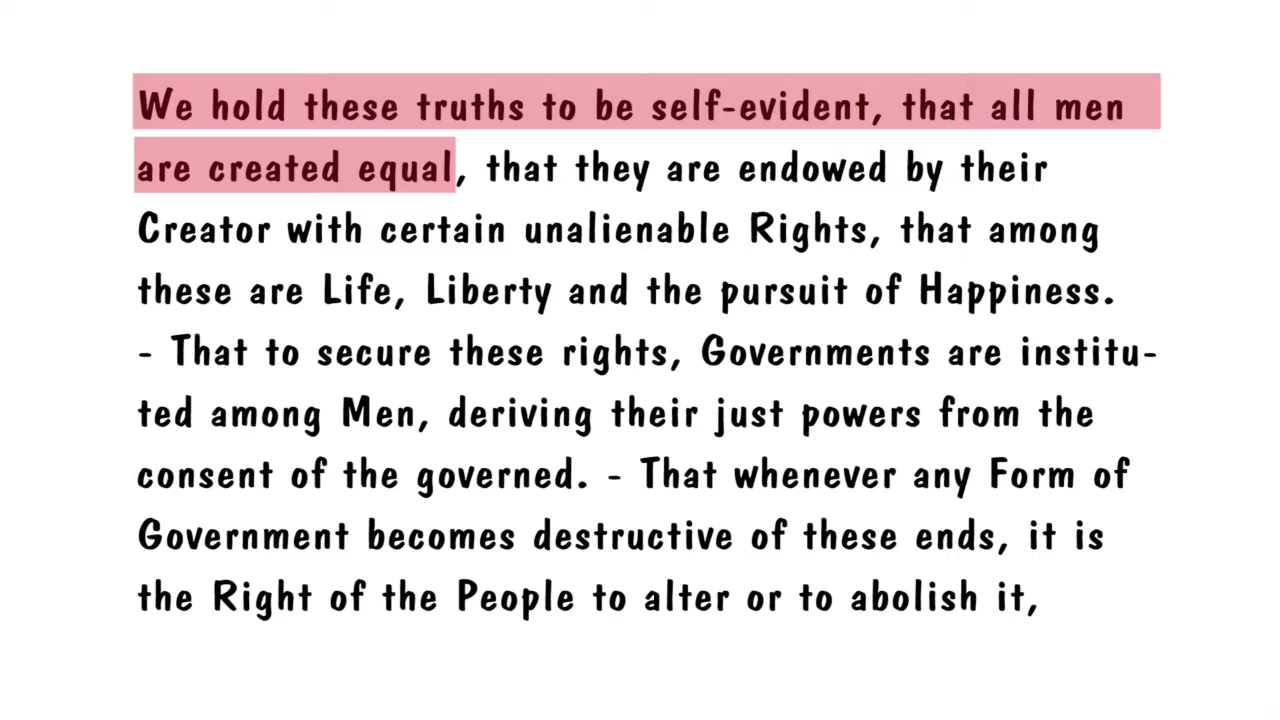 We hold these truths to be self-evident, that all men
are created equal, that they are endowed by their
Creator with certain unalienable Rights, that among
these are Life, Liberty and the pursuit of Happiness.
- That to secure these rights, Governments are institu-
ted among Men, deriving their just powers from the
consent of the governed. - That whenever any Form of
Government becomes destructive of these ends, it is
the Right of the People to alter or to abolish it,